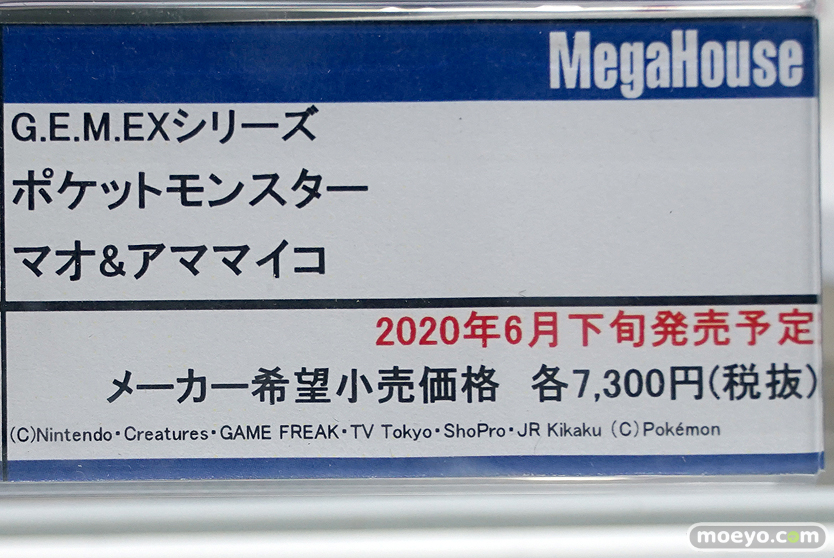 MegaHouse
G.E.M.EXシリーズ
ポケットモンスター
マオ&アママイコ
2020年6月下旬発売予定
メーカー希望小売価格 各7,300円(税抜)
(C)Nintendo・Creatures・GAME FREAK・TV Tokyo・ShoPro・JR Kikaku (C)Pokémon
moeyo.com